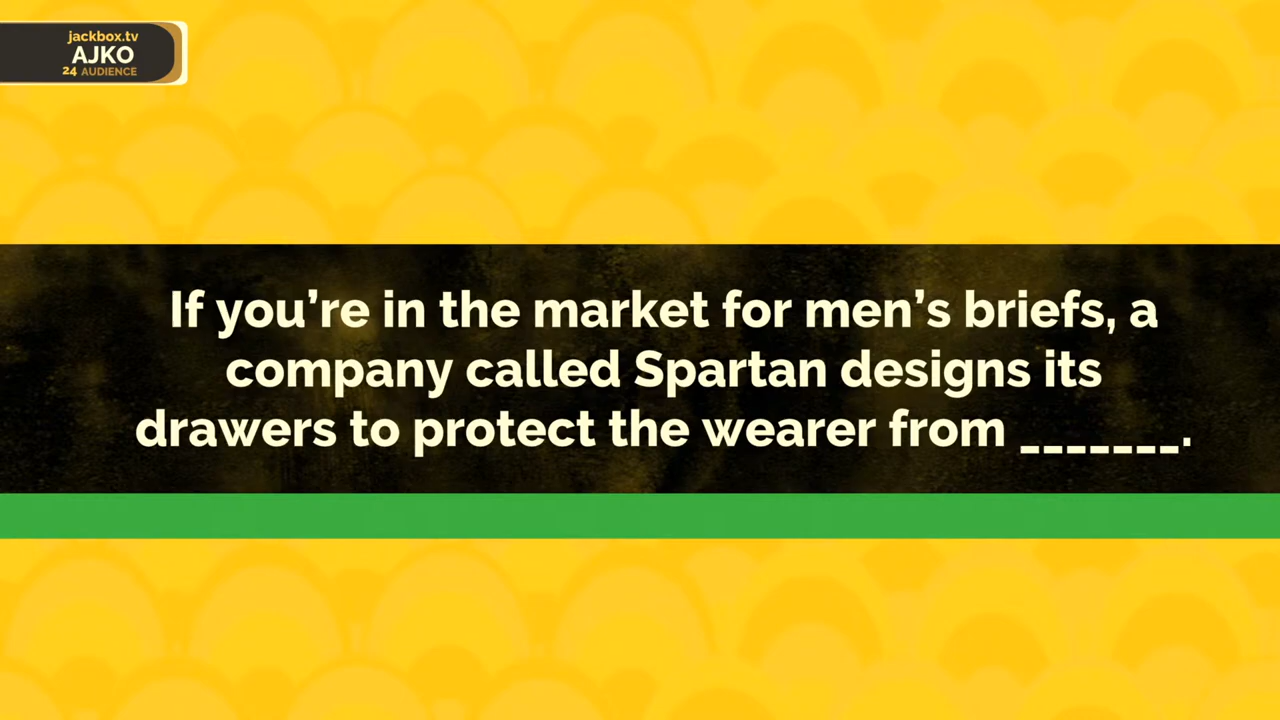 jackbox.tv
AJKO
24 AUDIENCE
If you’re in the market for men’s briefs, a
company called Spartan designs its
drawers to protect the wearer from _______.